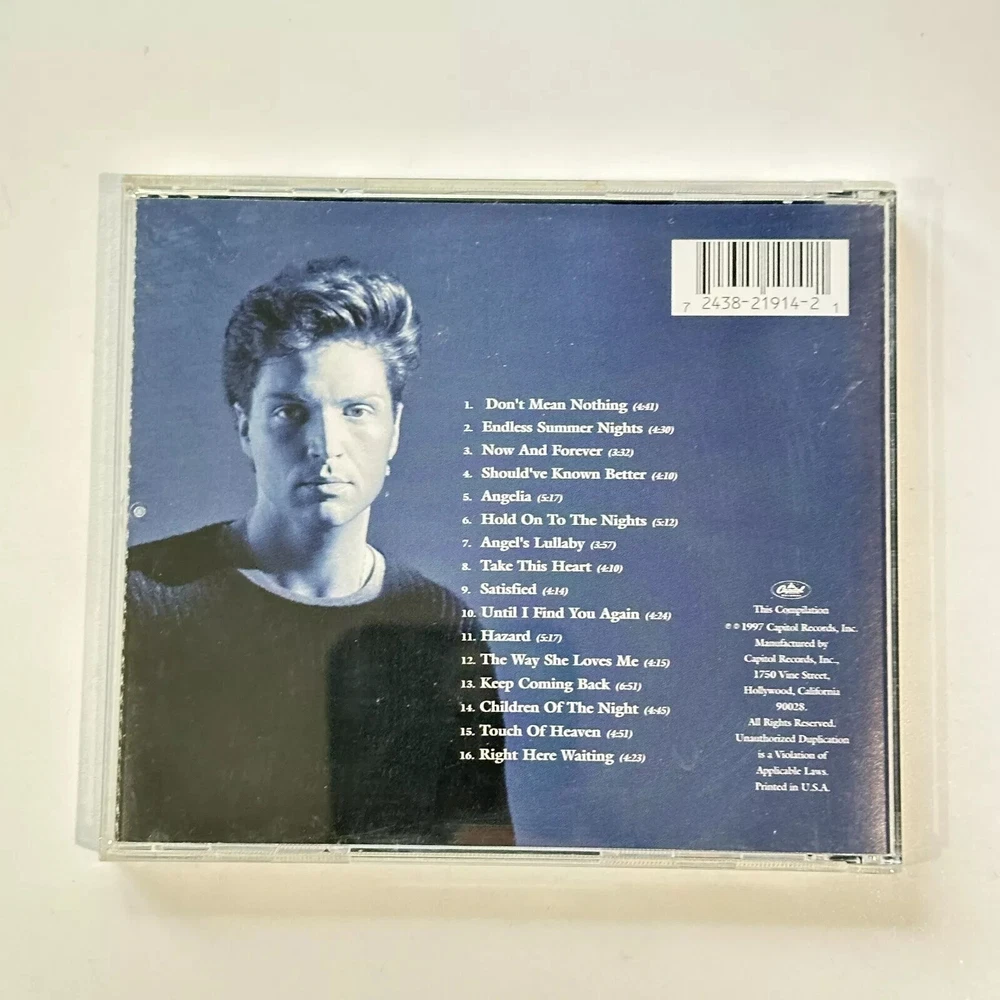 7 2438-21914-2 1
1. Don't Mean Nothing (4:41)
2. Endless Summer Nights (4:30)
3. Now And Forever (3:32)
4. Should've Known Better (4:10)
5. Angelia (5:17)
6. Hold On To The Nights (5:12)
7. Angel's Lullaby (3:57)
8. Take This Heart (4:10)
9. Satisfied (4:14)
10. Until I Find You Again (4:24)
11. Hazard (5:17)
12. The Way She Loves Me (4:15)
13. Keep Coming Back (6:51)
14. Children Of The Night (4:45)
15. Touch Of Heaven (4:51)
16. Right Here Waiting (4:23)
Capitol
This Compilation
℗ © 1997 Capitol Records, Inc.
Manufactured by
Capitol Records, Inc.,
1750 Vine Street,
Hollywood, California
90028.
All Rights Reserved.
Unauthorized Duplication
is a Violation of
Applicable Laws.
Printed in U.S.A.